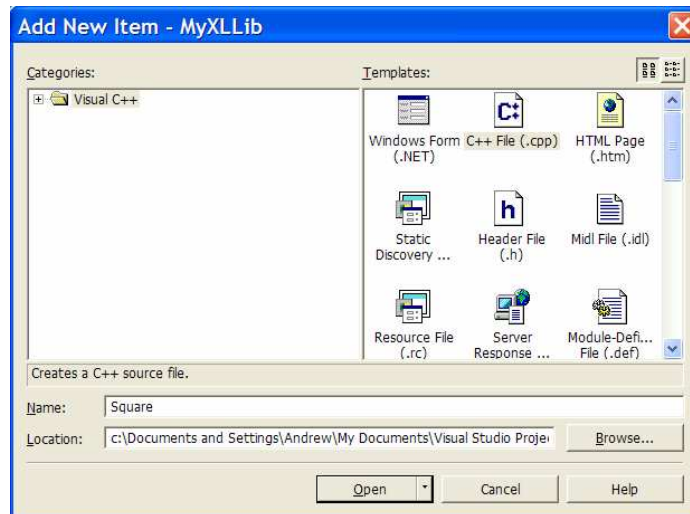 Add New Item - MyXLLib
Categories:
Templates:
Visual C++
Windows Form (.NET)
C++ File (.cpp)
HTML Page (.htm)
Static Discovery ...
Header File (.h)
Midl File (.idl)
Resource File (.rc)
Server Response ...
Module-Defi... File (.def)
Creates a C++ source file.
Name: Square
Location: c:\Documents and Settings\Andrew\My Documents\Visual Studio Proje
Browse...
Open
Cancel
Help